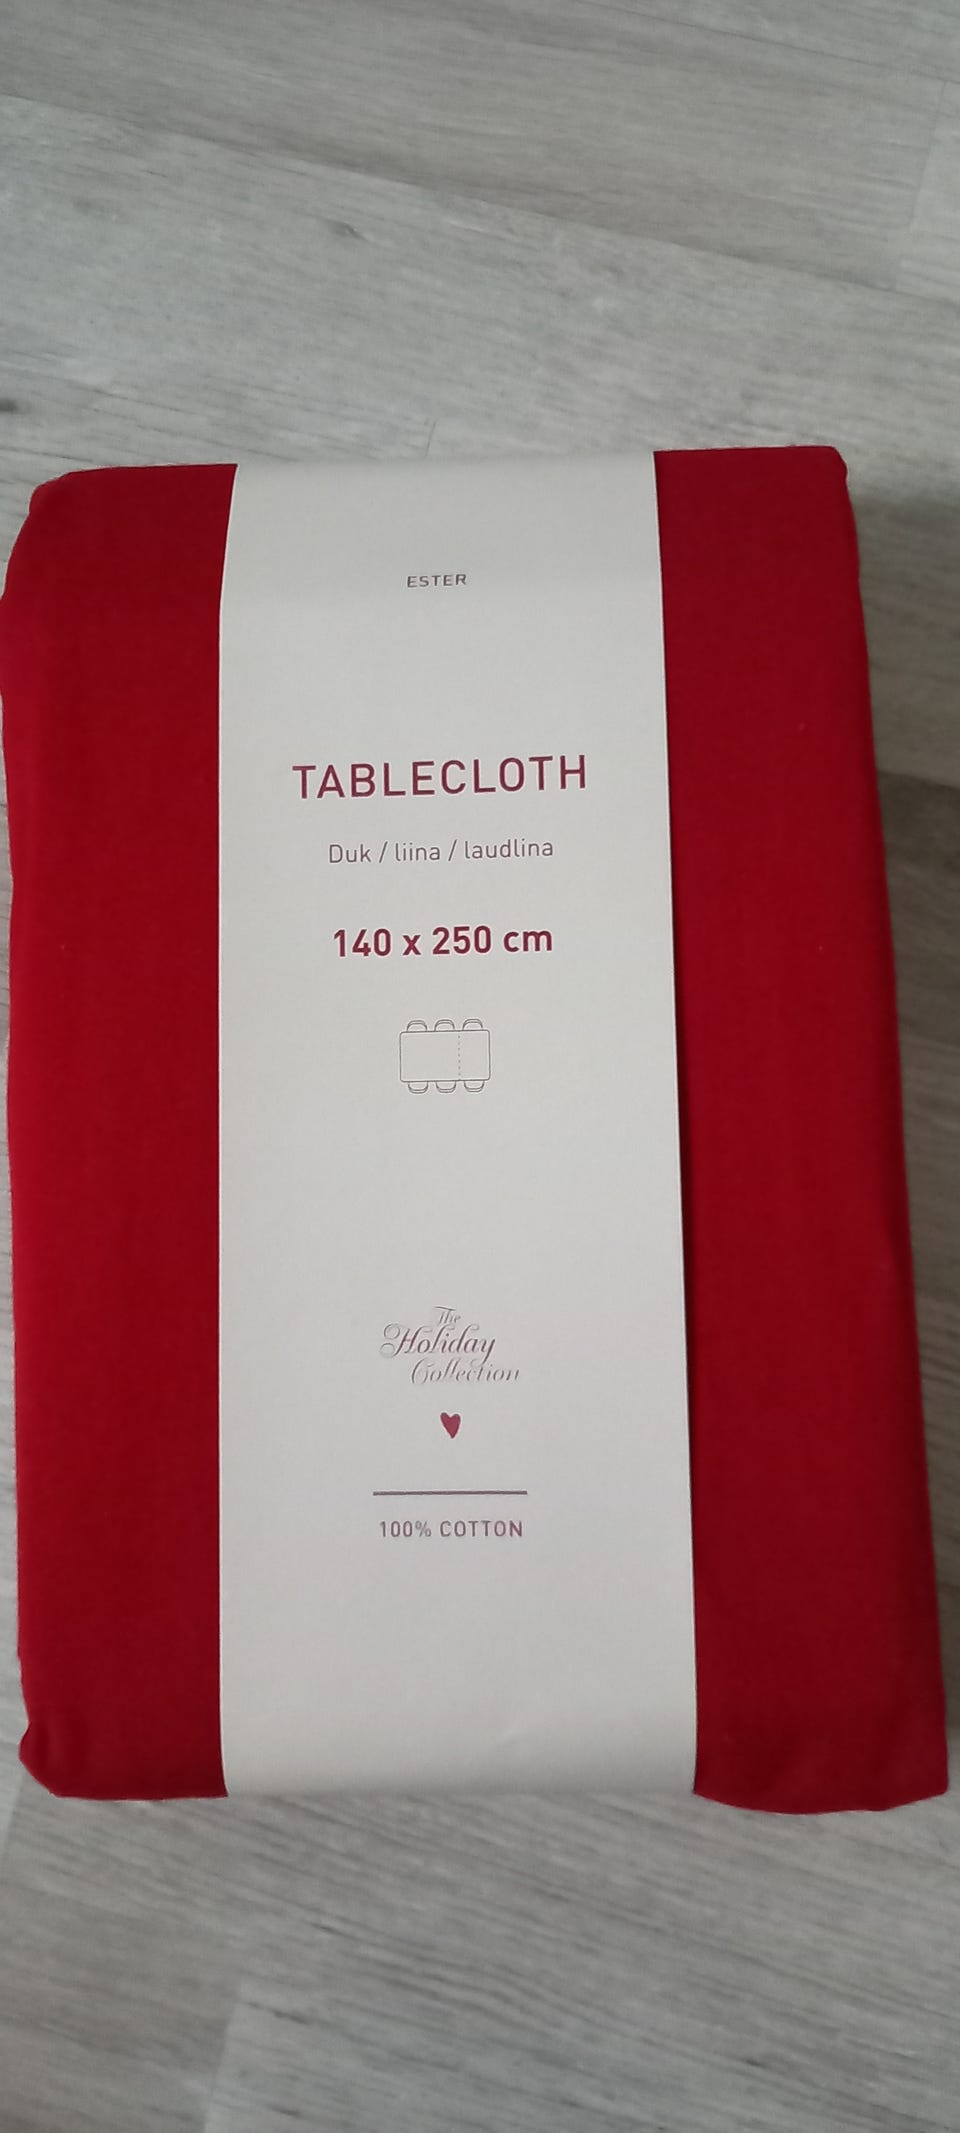 ESTER
TABLECLOTH
Duk / liina / laudlina
140 x 250 cm
The
Holiday
Collection
100% COTTON